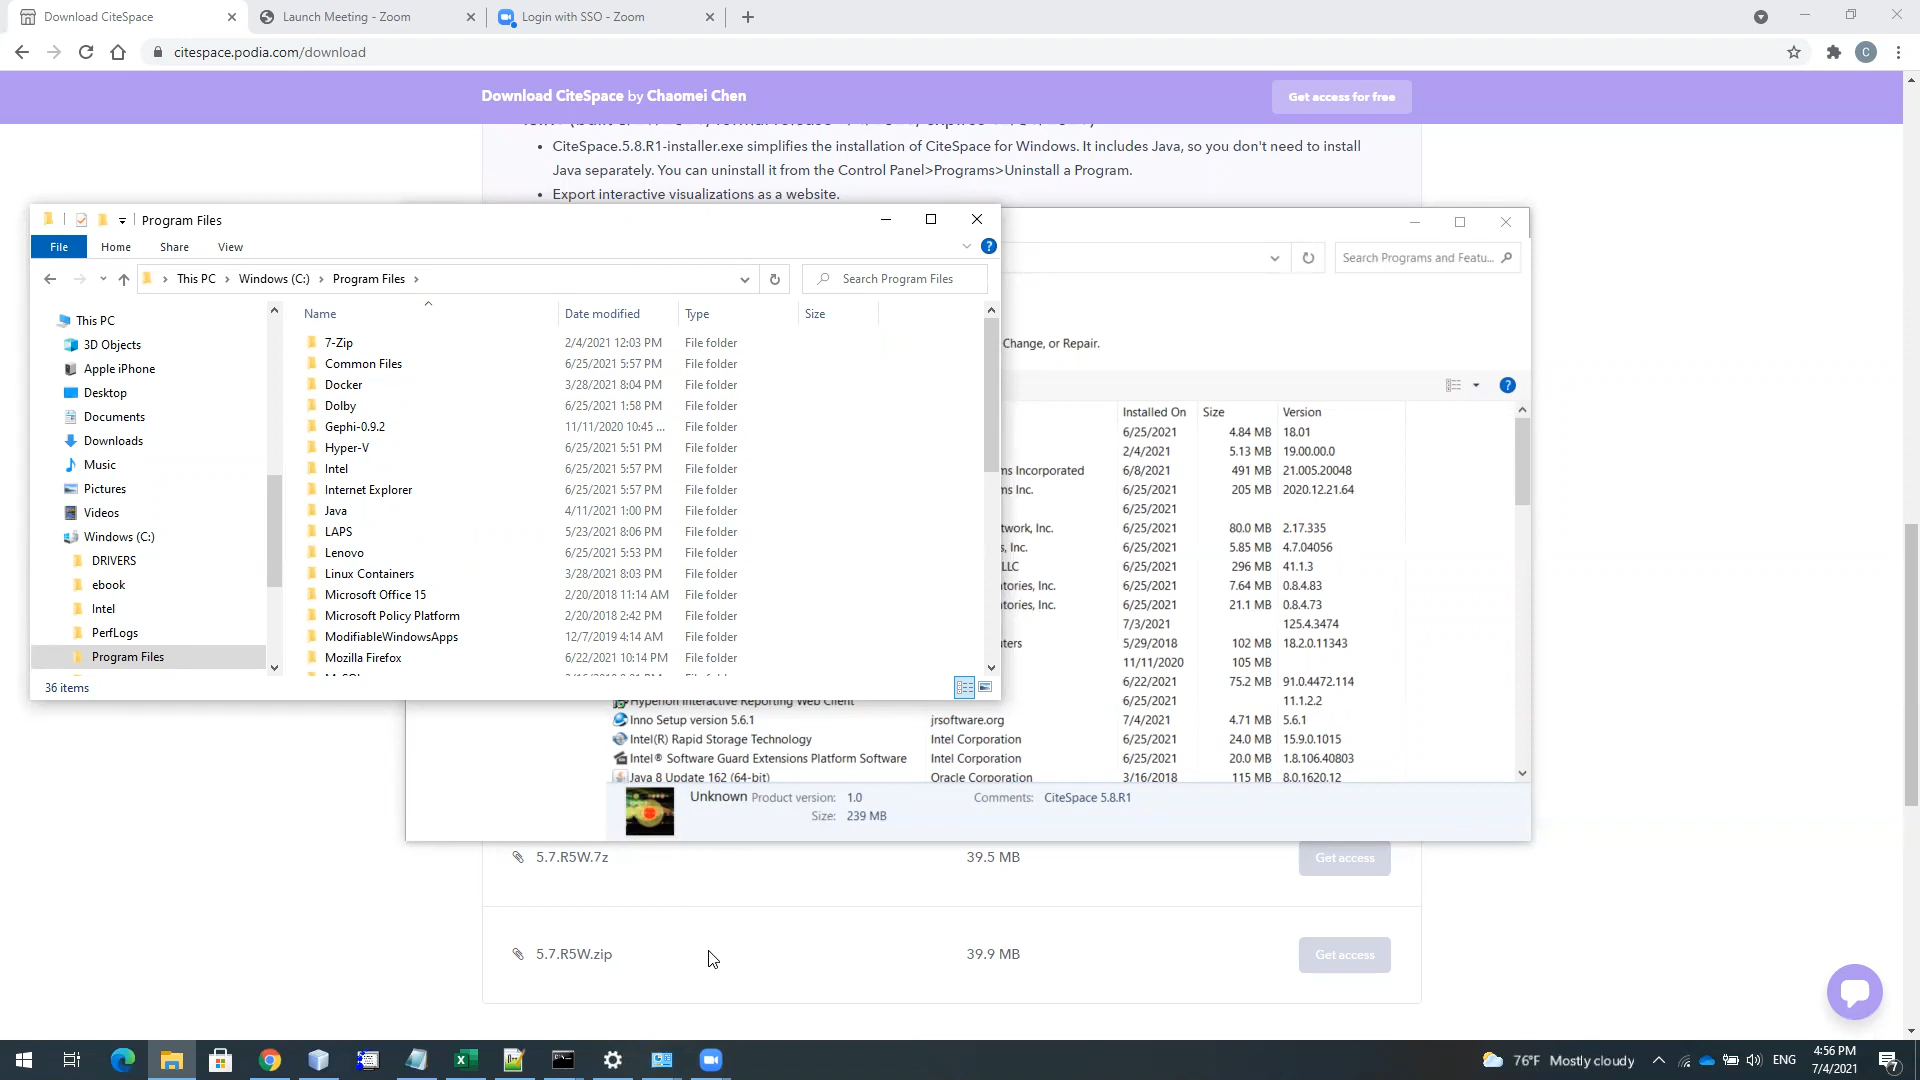 Download CiteSpace
Launch Meeting - Zoom
Login with SSO - Zoom
citespace.podia.com/download
C
Download CiteSpace by Chaomei Chen
Get access for free
CiteSpace.5.8.R1-installer.exe simplifies the installation of CiteSpace for Windows. It includes Java, so you don't need to install
Java separately. You can uninstall it from the Control Panel>Programs>Uninstall a Program.
Export interactive visualizations as a website.
Program Files
File Home Share View
This PC > Windows (C:) > Program Files >
Search Program Files
Search Programs and Featu...
This PC
3D Objects
Apple iPhone
Desktop
Documents
Downloads
Music
Pictures
Videos
Windows (C:)
DRIVERS
ebook
Intel
PerfLogs
Program Files
Name Date modified Type Size
7-Zip 2/4/2021 12:03 PM File folder
Common Files 6/25/2021 5:57 PM File folder
Docker 3/28/2021 8:04 PM File folder
Dolby 6/25/2021 1:58 PM File folder
Gephi-0.9.2 11/11/2020 10:45 ... File folder
Hyper-V 6/25/2021 5:51 PM File folder
Intel 6/25/2021 5:57 PM File folder
Internet Explorer 6/25/2021 5:57 PM File folder
Java 4/11/2021 1:00 PM File folder
LAPS 5/23/2021 8:06 PM File folder
Lenovo 6/25/2021 5:53 PM File folder
Linux Containers 3/28/2021 8:03 PM File folder
Microsoft Office 15 2/20/2018 11:14 AM File folder
Microsoft Policy Platform 2/20/2018 2:42 PM File folder
ModifiableWindowsApps 12/7/2019 4:14 AM File folder
Mozilla Firefox 6/22/2021 10:14 PM File folder
36 items
Change, or Repair.
Installed On Size Version
6/25/2021 4.84 MB 18.01
2/4/2021 5.13 MB 19.00.00.0
ms Incorporated 6/8/2021 491 MB 21.005.20048
ms Inc. 6/25/2021 205 MB 2020.12.21.64
6/25/2021
twork, Inc. 6/25/2021 80.0 MB 2.17.335
s, Inc. 6/25/2021 5.85 MB 4.7.04056
LLC 6/25/2021 296 MB 41.1.3
tories, Inc. 6/25/2021 7.64 MB 0.8.4.83
tories, Inc. 6/25/2021 21.1 MB 0.8.4.73
7/3/2021 125.4.3474
ters 5/29/2018 102 MB 18.2.0.11343
11/11/2020 105 MB
6/22/2021 75.2 MB 91.0.4472.114
Hyperion Interactive Reporting Web Client 6/25/2021 11.1.2.2
Inno Setup version 5.6.1 jrsoftware.org 7/4/2021 4.71 MB 5.6.1
Intel(R) Rapid Storage Technology Intel Corporation 6/25/2021 24.0 MB 15.9.0.1015
Intel® Software Guard Extensions Platform Software Intel Corporation 6/25/2021 20.0 MB 1.8.106.40803
Java 8 Update 162 (64-bit) Oracle Corporation 3/16/2018 115 MB 8.0.1620.12
Unknown Product version: 1.0 Comments: CiteSpace 5.8.R1
Size: 239 MB
5.7.R5W.7z 39.5 MB Get access
5.7.R5W.zip 39.9 MB Get access
76°F Mostly cloudy
ENG
4:56 PM
7/4/2021
7